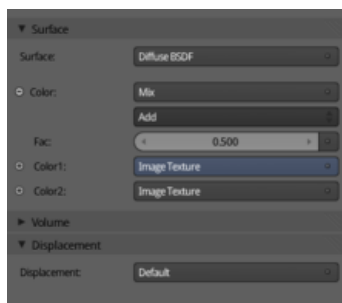 ▼ Surface
Surface: Diffuse BSDF
Color: Mix
Add
Fac: 0.500
Color1: Image Texture
Color2: Image Texture
► Volume
▼ Displacement
Displacement: Default